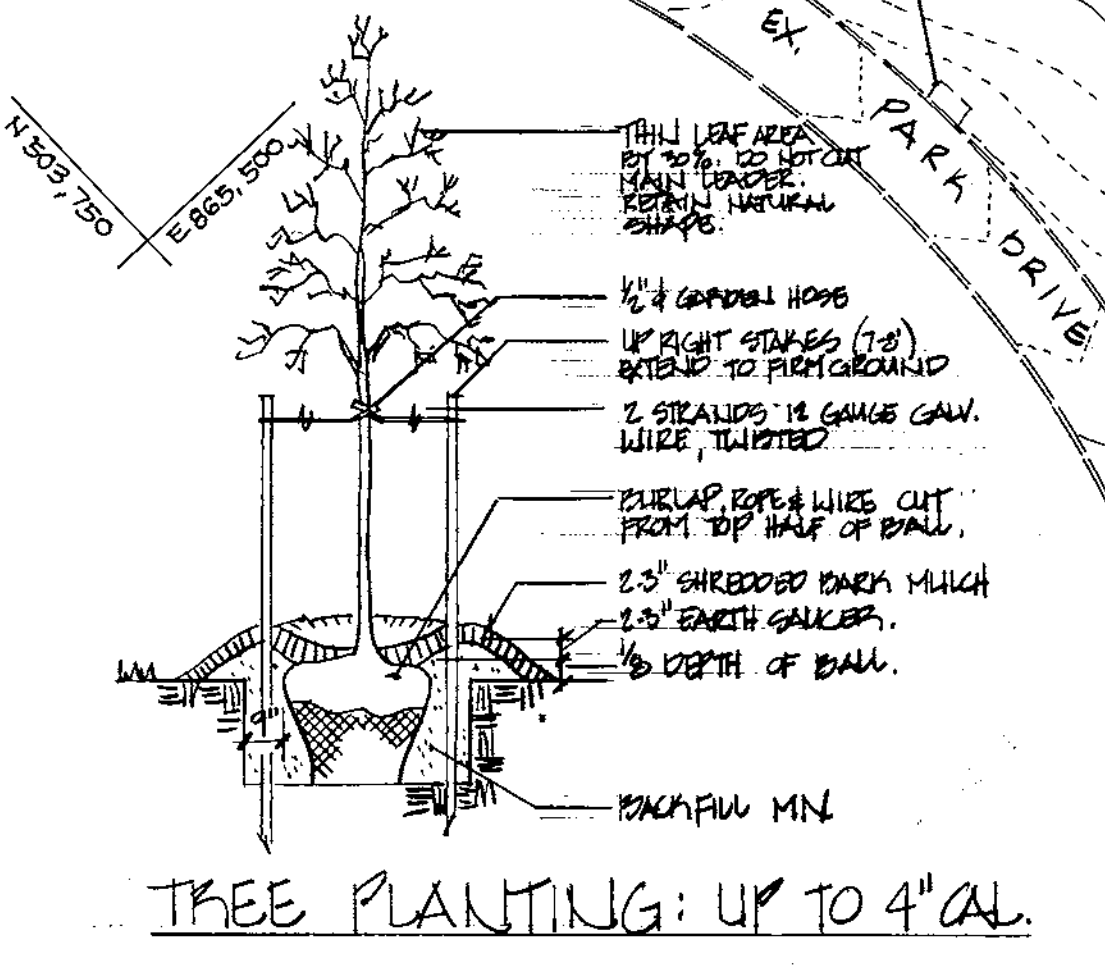 EX.
PARK DRIVE
N 503,750
E 865,500
THIN LEAF AREA
BY 30%. DO NOT CUT
MAIN LEADER.
RETAIN NATURAL
SHAPE.
1/2" ϕ GARDEN HOSE
UP RIGHT STAKES (7-8')
EXTEND TO FIRM GROUND
2 STRANDS 12 GAUGE GALV.
WIRE, TWISTED
BURLAP, ROPE & WIRE CUT
FROM TOP HALF OF BALL.
2-3" SHREDDED BARK MULCH
2-3" EARTH SAUCER.
1/8 DEPTH OF BALL.
9"
BACKFILL MIX
TREE PLANTING: UP TO 4" CAL.